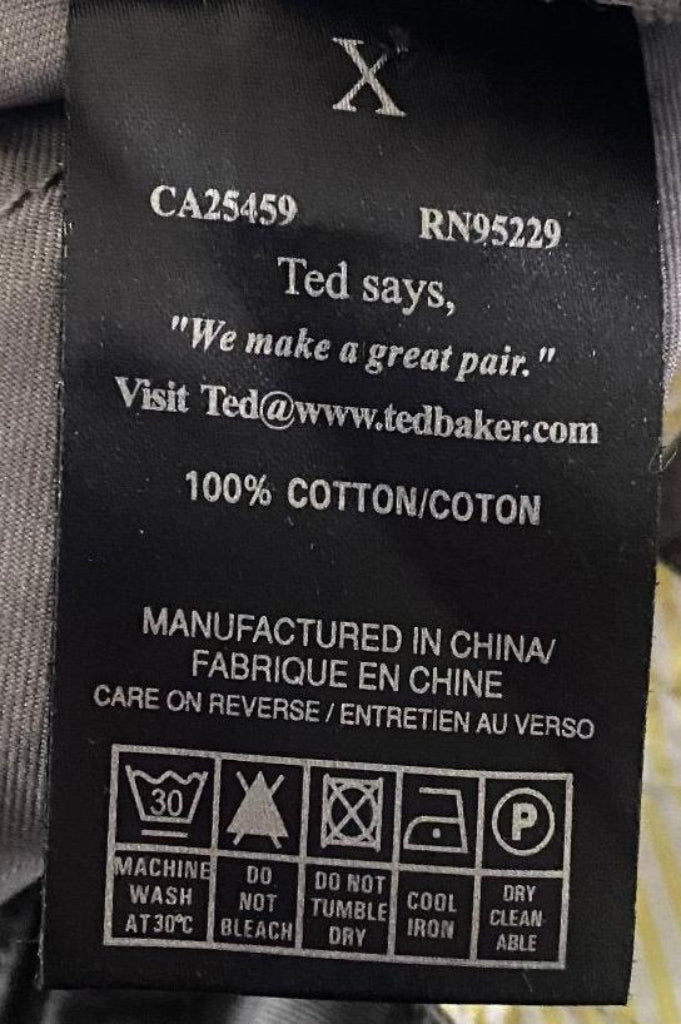 X
CA25459 RN95229
Ted says,
"We make a great pair."
Visit Ted@www.tedbaker.com
100% COTTON/COTON
MANUFACTURED IN CHINA/
FABRIQUE EN CHINE
CARE ON REVERSE / ENTRETIEN AU VERSO
30
P
MACHINE
WASH
AT 30°C
DO
NOT
BLEACH
DO NOT
TUMBLE
DRY
COOL
IRON
DRY
CLEAN
ABLE